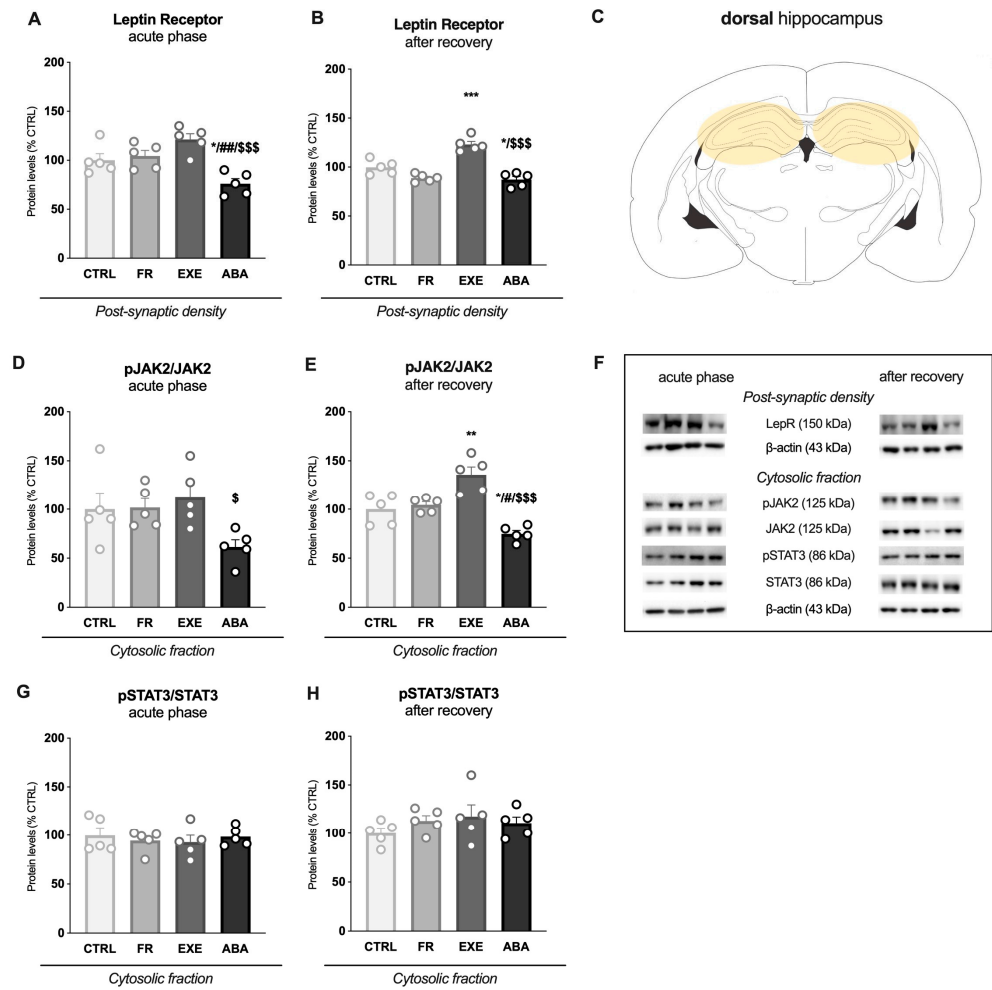 A
Leptin Receptor
acute phase
Protein levels (% CTRL)
200
150
100
50
0
*/##/$$$
CTRL FR EXE ABA
Post-synaptic density
B
Leptin Receptor
after recovery
Protein levels (% CTRL)
200
150
100
50
0
***
*/$$$
CTRL FR EXE ABA
Post-synaptic density
C
dorsal hippocampus
D
pJAK2/JAK2
acute phase
Protein levels (% CTRL)
200
150
100
50
0
$
CTRL FR EXE ABA
Cytosolic fraction
E
pJAK2/JAK2
after recovery
Protein levels (% CTRL)
200
150
100
50
0
**
*/#/$$$
CTRL FR EXE ABA
Cytosolic fraction
F
acute phase after recovery
Post-synaptic density
LepR (150 kDa)
β-actin (43 kDa)
Cytosolic fraction
pJAK2 (125 kDa)
JAK2 (125 kDa)
pSTAT3 (86 kDa)
STAT3 (86 kDa)
β-actin (43 kDa)
G
pSTAT3/STAT3
acute phase
Protein levels (% CTRL)
200
150
100
50
0
CTRL FR EXE ABA
Cytosolic fraction
H
pSTAT3/STAT3
after recovery
Protein levels (% CTRL)
200
150
100
50
0
CTRL FR EXE ABA
Cytosolic fraction